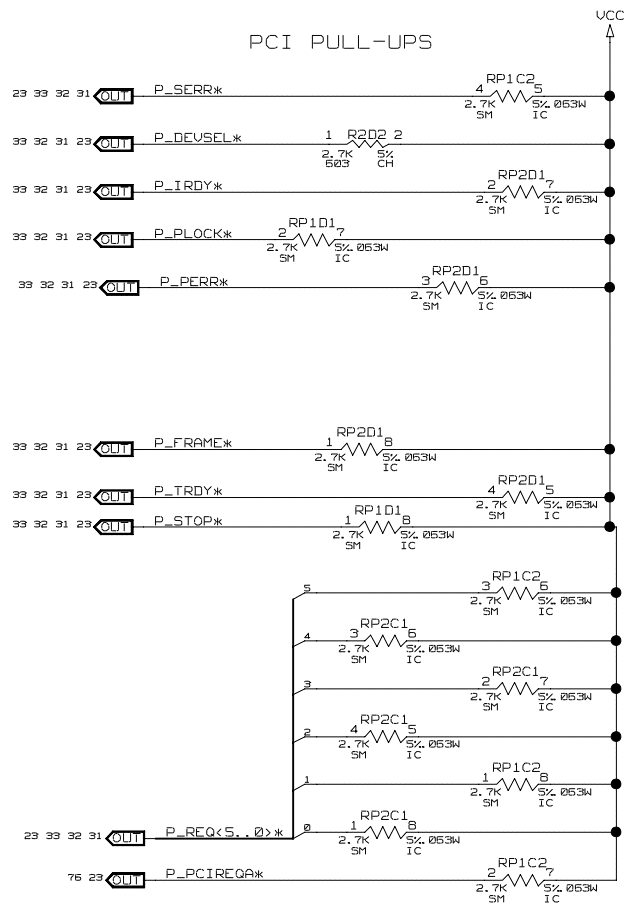 VCC
PCI PULL-UPS
23 33 32 31 OUT P_SERR* 4 RP1C2 5
2.7K 5% .063W
SM IC
33 32 31 23 OUT P_DEVSEL* 1 R2D2 2
2.7K 5%
603 CH
33 32 31 23 OUT P_IRDY* 2 RP2D1 7
2.7K 5% .063W
SM IC
33 32 31 23 OUT P_PLOCK* 2 RP1D1 7
2.7K 5% .063W
SM IC
33 32 31 23 OUT P_PERR* 3 RP2D1 6
2.7K 5% .063W
SM IC
33 32 31 23 OUT P_FRAME* 1 RP2D1 8
2.7K 5% .063W
SM IC
33 32 31 23 OUT P_TRDY* 4 RP2D1 5
2.7K 5% .063W
SM IC
33 32 31 23 OUT P_STOP* 1 RP1D1 8
2.7K 5% .063W
SM IC
5 3 RP1C2 6
2.7K 5% .063W
SM IC
4 3 RP2C1 6
2.7K 5% .063W
SM IC
3 2 RP2C1 7
2.7K 5% .063W
SM IC
2 4 RP2C1 5
2.7K 5% .063W
SM IC
1 1 RP1C2 8
2.7K 5% .063W
SM IC
23 33 32 31 OUT P_REQ<5..0>* 0 1 RP2C1 8
2.7K 5% .063W
SM IC
76 23 OUT P_PCIREQA* 2 RP1C2 7
2.7K 5% .063W
SM IC